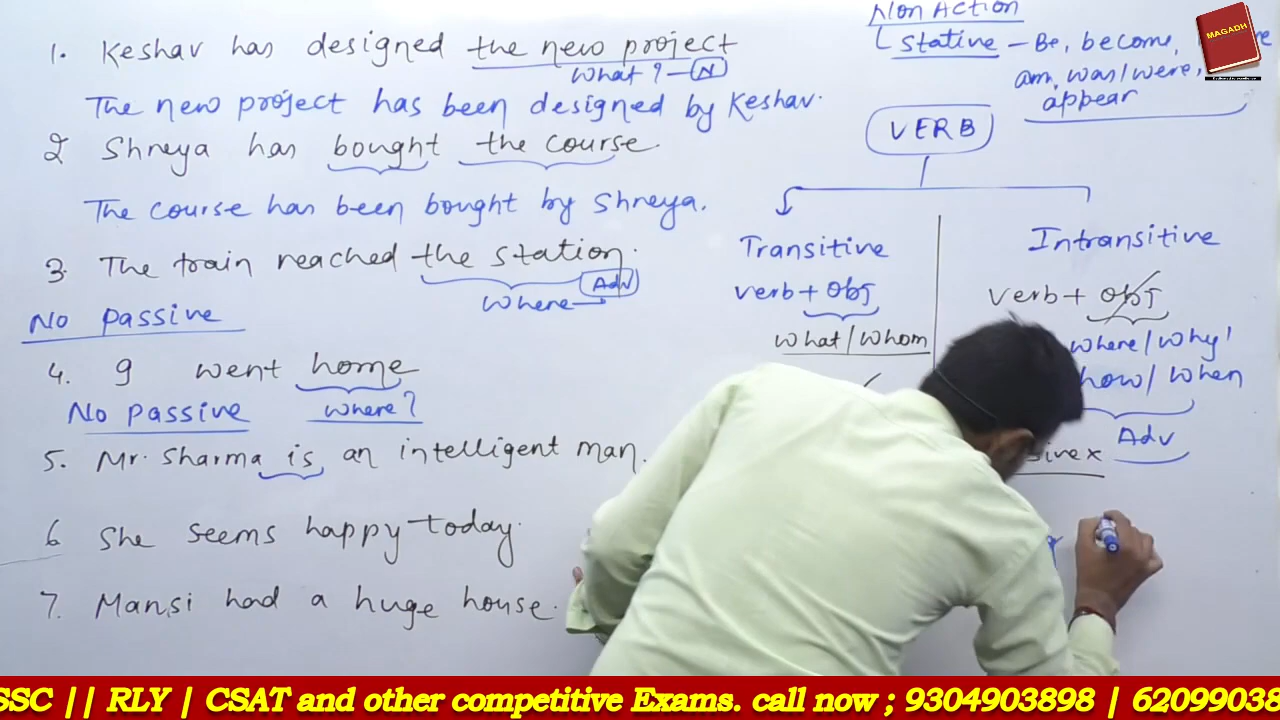 1. Keshav has designed the new project
What? - N
The new project has been designed by Keshav.
2 Shreya has bought the course.
The course has been bought by Shreya.
3. The train reached the station.
Where Adv
No passive
4. I went home
No passive where?
5. Mr. Sharma is an intelligent man.
6 She seems happy today.
7. Mansi had a huge house.
Non Action
Stative - Be, become,
am, was/were,
appear
VERB
Transitive
verb + Obj
what/whom
Intransitive
verb + Obj
where/why/
how/when
Adv
MAGADH
SSC || RLY | CSAT and other competitive Exams. call now ; 9304903898 | 62099038